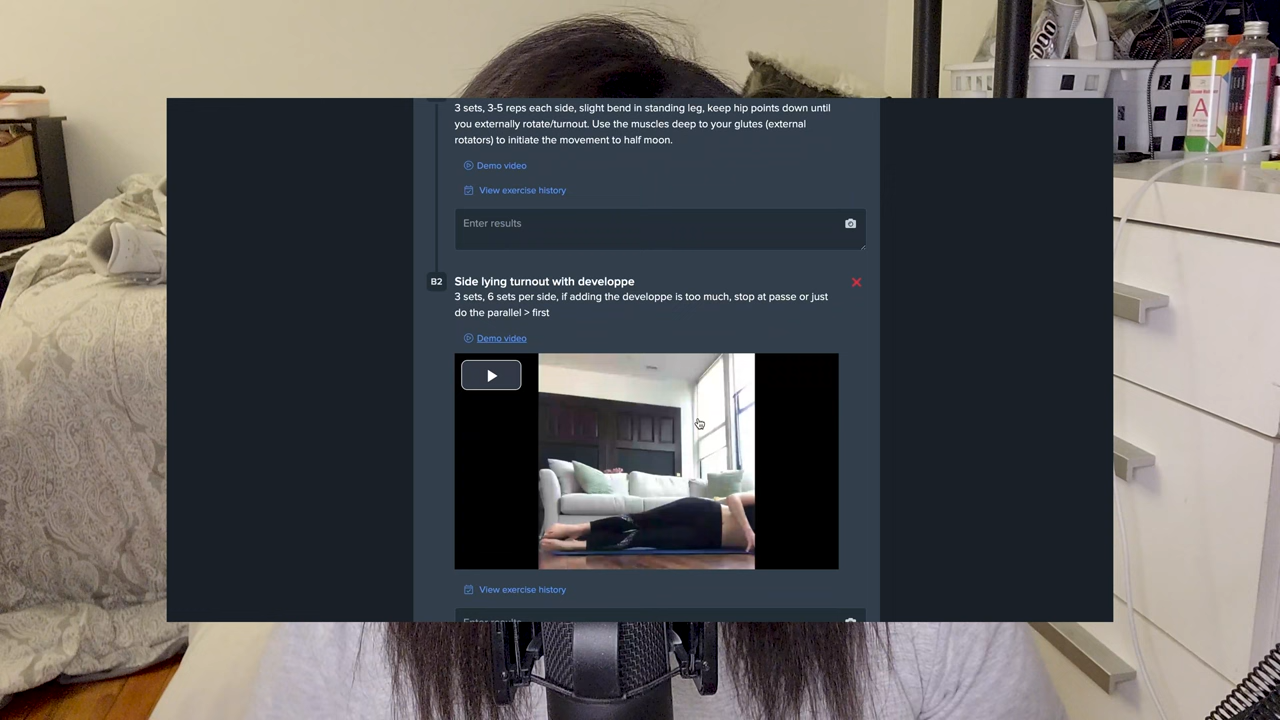 3 sets, 3-5 reps each side, slight bend in standing leg, keep hip points down until
you externally rotate/turnout. Use the muscles deep to your glutes (external
rotators) to initiate the movement to half moon.
Demo video
View exercise history
Enter results
B2 Side lying turnout with developpe
3 sets, 6 sets per side, if adding the developpe is too much, stop at passe or just
do the parallel > first
Demo video
View exercise history
Enter results
A